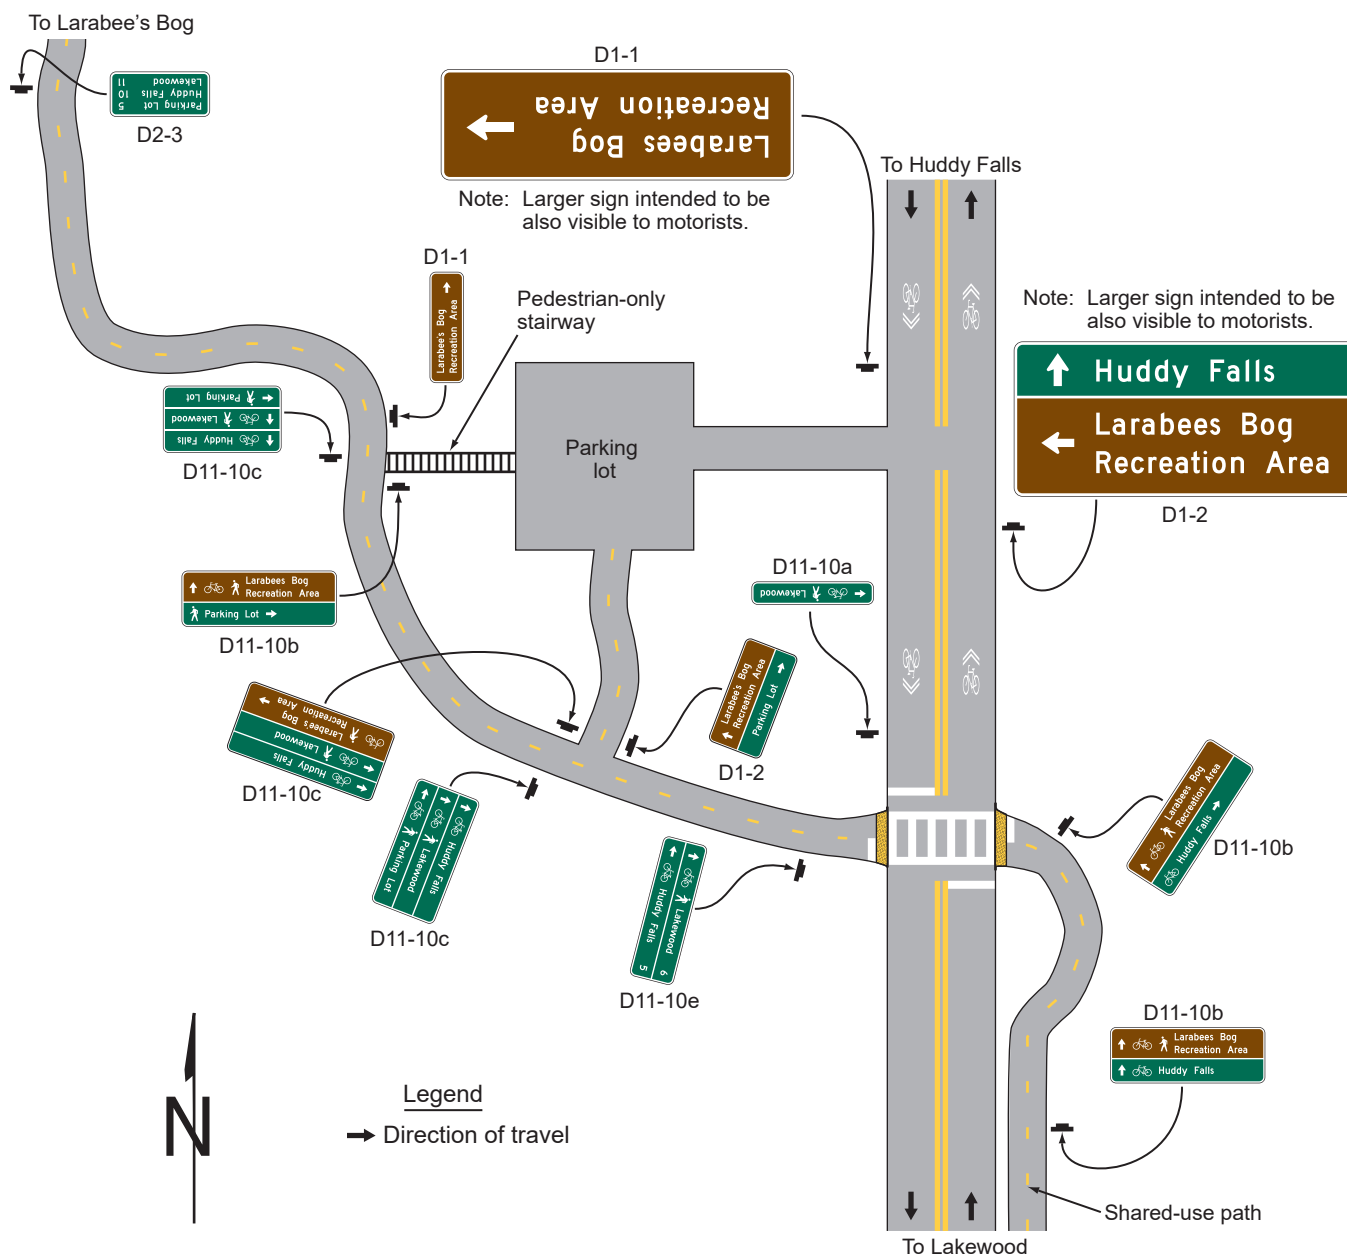 To Larabee's Bog
Parking Lot 5
Huddy Falls 10
Lakewood 11
D2-3
D1-1
Larabees Bog
Recreation Area
Note: Larger sign intended to be
also visible to motorists.
To Huddy Falls
D1-1
Larabee's Bog
Recreation Area
Pedestrian-only
stairway
Note: Larger sign intended to be
also visible to motorists.
Huddy Falls
Larabees Bog
Recreation Area
D1-2
Huddy Falls
Lakewood
Parking Lot
D11-10c
Parking
lot
D11-10a
Lakewood
Larabees Bog
Recreation Area
Parking Lot
D11-10b
Larabee's Bog
Recreation Area
Parking Lot
D1-2
Huddy Falls
Lakewood
Larabee's Bog
Recreation Area
D11-10c
Huddy Falls
Lakewood
Parking Lot
D11-10c
Larabees Bog
Recreation Area
Huddy Falls
D11-10b
Lakewood 6
Huddy Falls 5
D11-10e
D11-10b
Larabees Bog
Recreation Area
Huddy Falls
N
Legend
Direction of travel
Shared-use path
To Lakewood